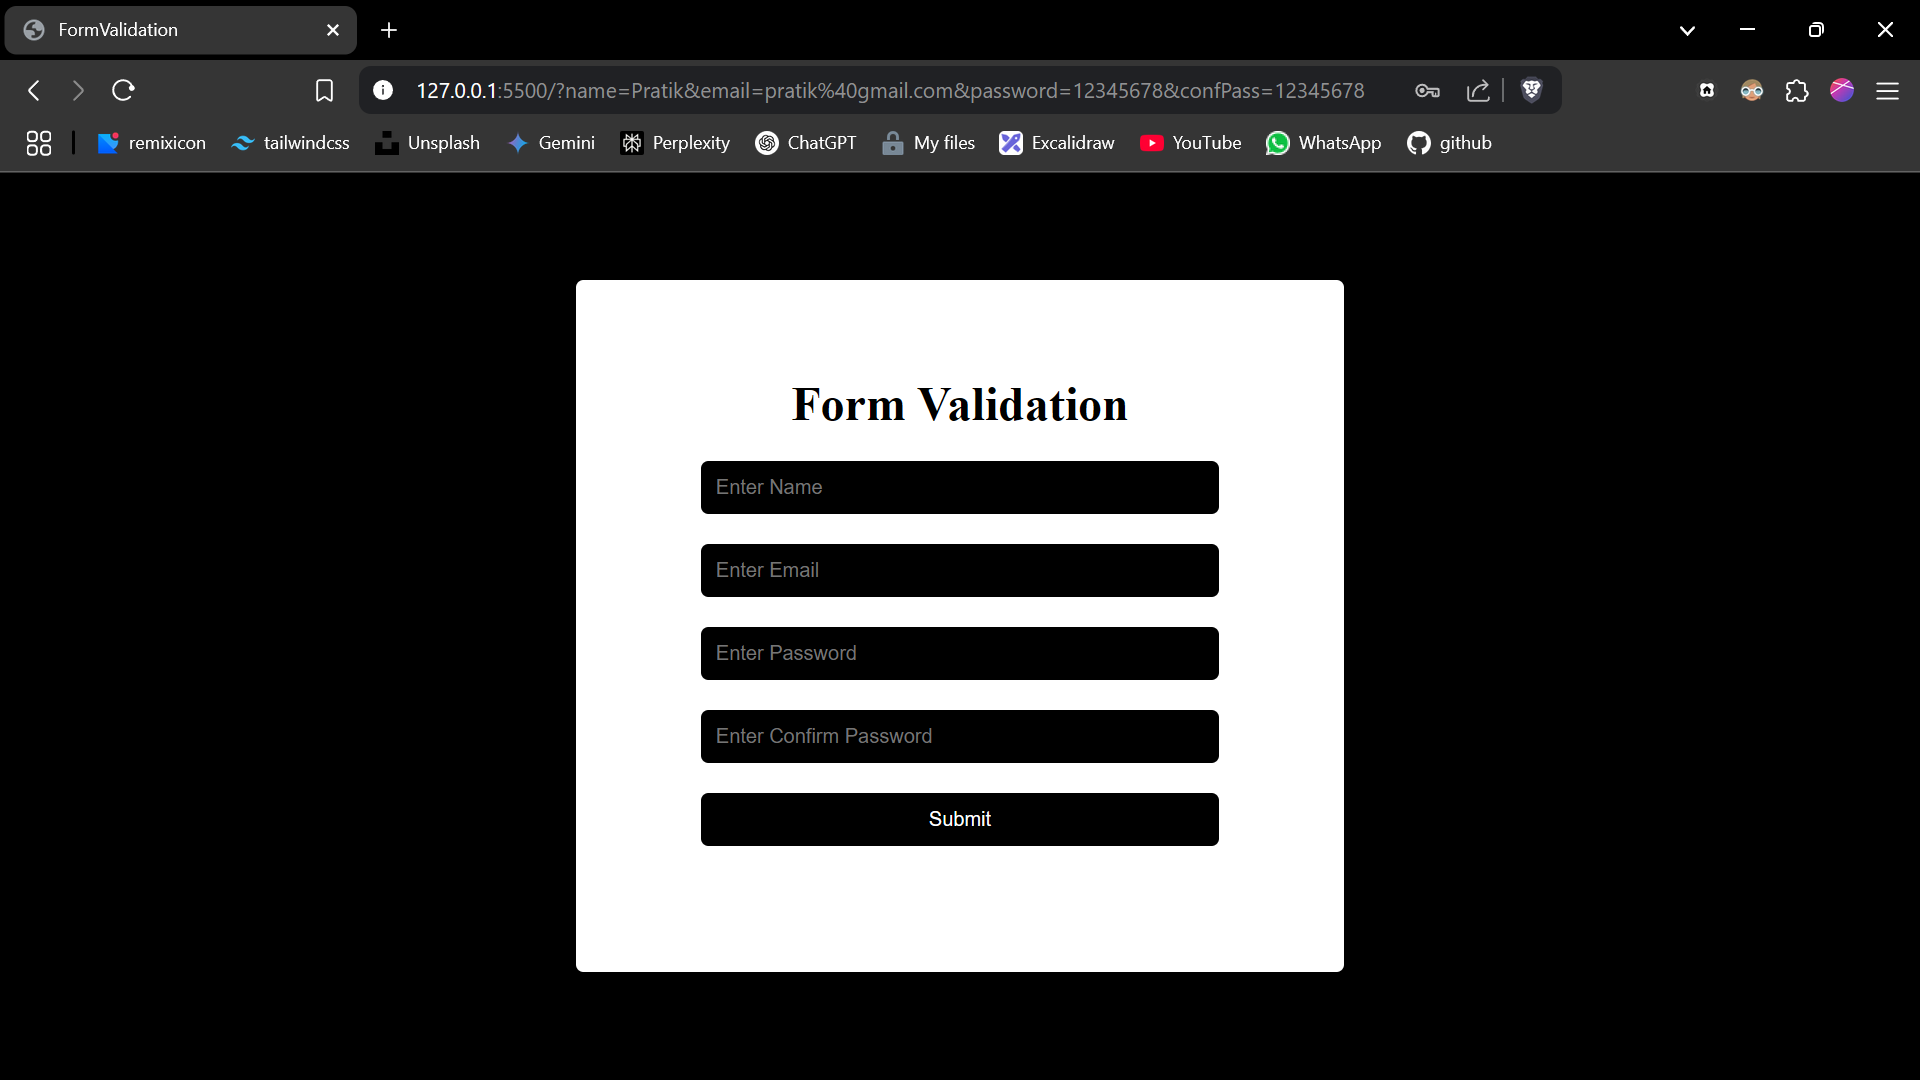 FormValidation
127.0.0.1:5500/?name=Pratik&email=pratik%40gmail.com&password=12345678&confPass=12345678
remixicon tailwindcss Unsplash Gemini Perplexity ChatGPT My files Excalidraw YouTube WhatsApp github
Form Validation
Enter Name
Enter Email
Enter Password
Enter Confirm Password
Submit